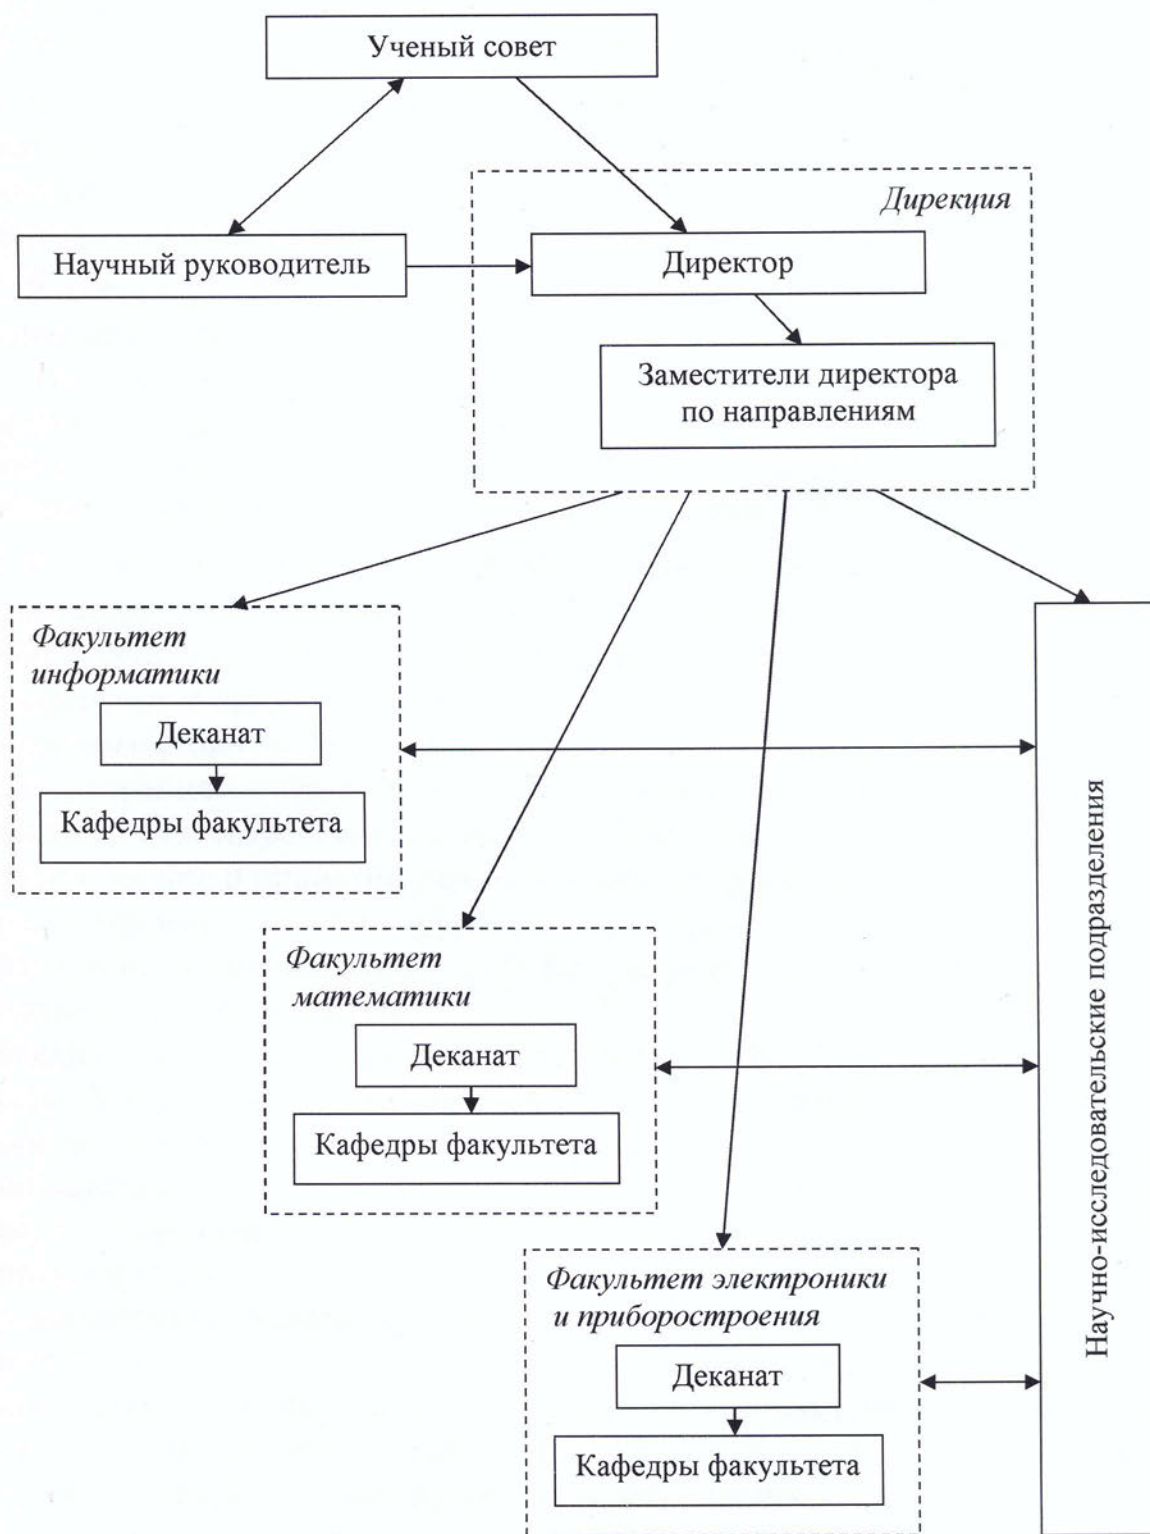 Ученый совет
Дирекция
Научный руководитель
Директор
Заместители директора
по направлениям
Факультет
информатики
Деканат
Кафедры факультета
Факультет
математики
Деканат
Кафедры факультета
Факультет электроники
и приборостроения
Деканат
Кафедры факультета
Научно-исследовательские подразделения